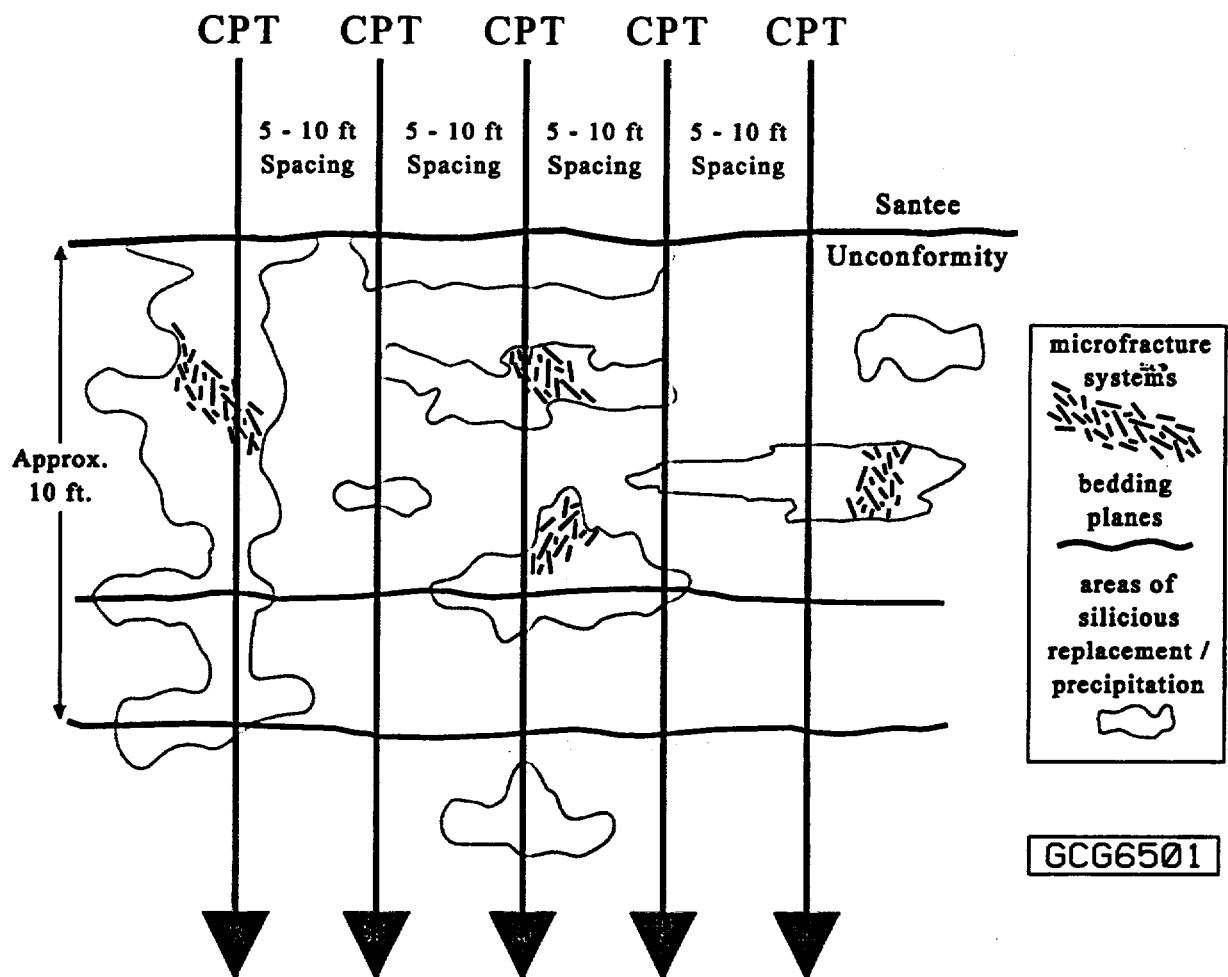 CPT CPT CPT CPT CPT
5 - 10 ft 5 - 10 ft 5 - 10 ft 5 - 10 ft
Spacing Spacing Spacing Spacing
Santee
Unconformity
Approx.
10 ft.
microfracture
systems
bedding
planes
areas of
silicious
replacement /
precipitation
GCG6501